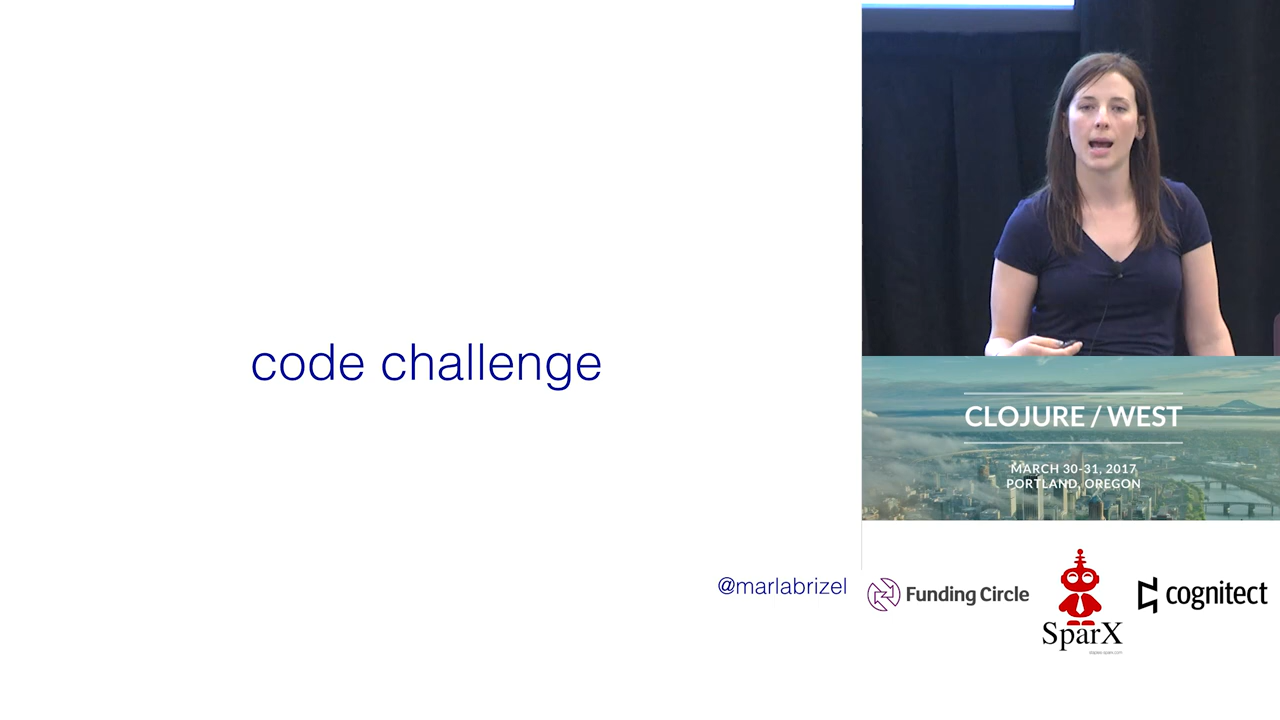 code challenge
@marlabrizel
CLOJURE / WEST
MARCH 30-31, 2017
PORTLAND, OREGON
Funding Circle
SparX
cognitect